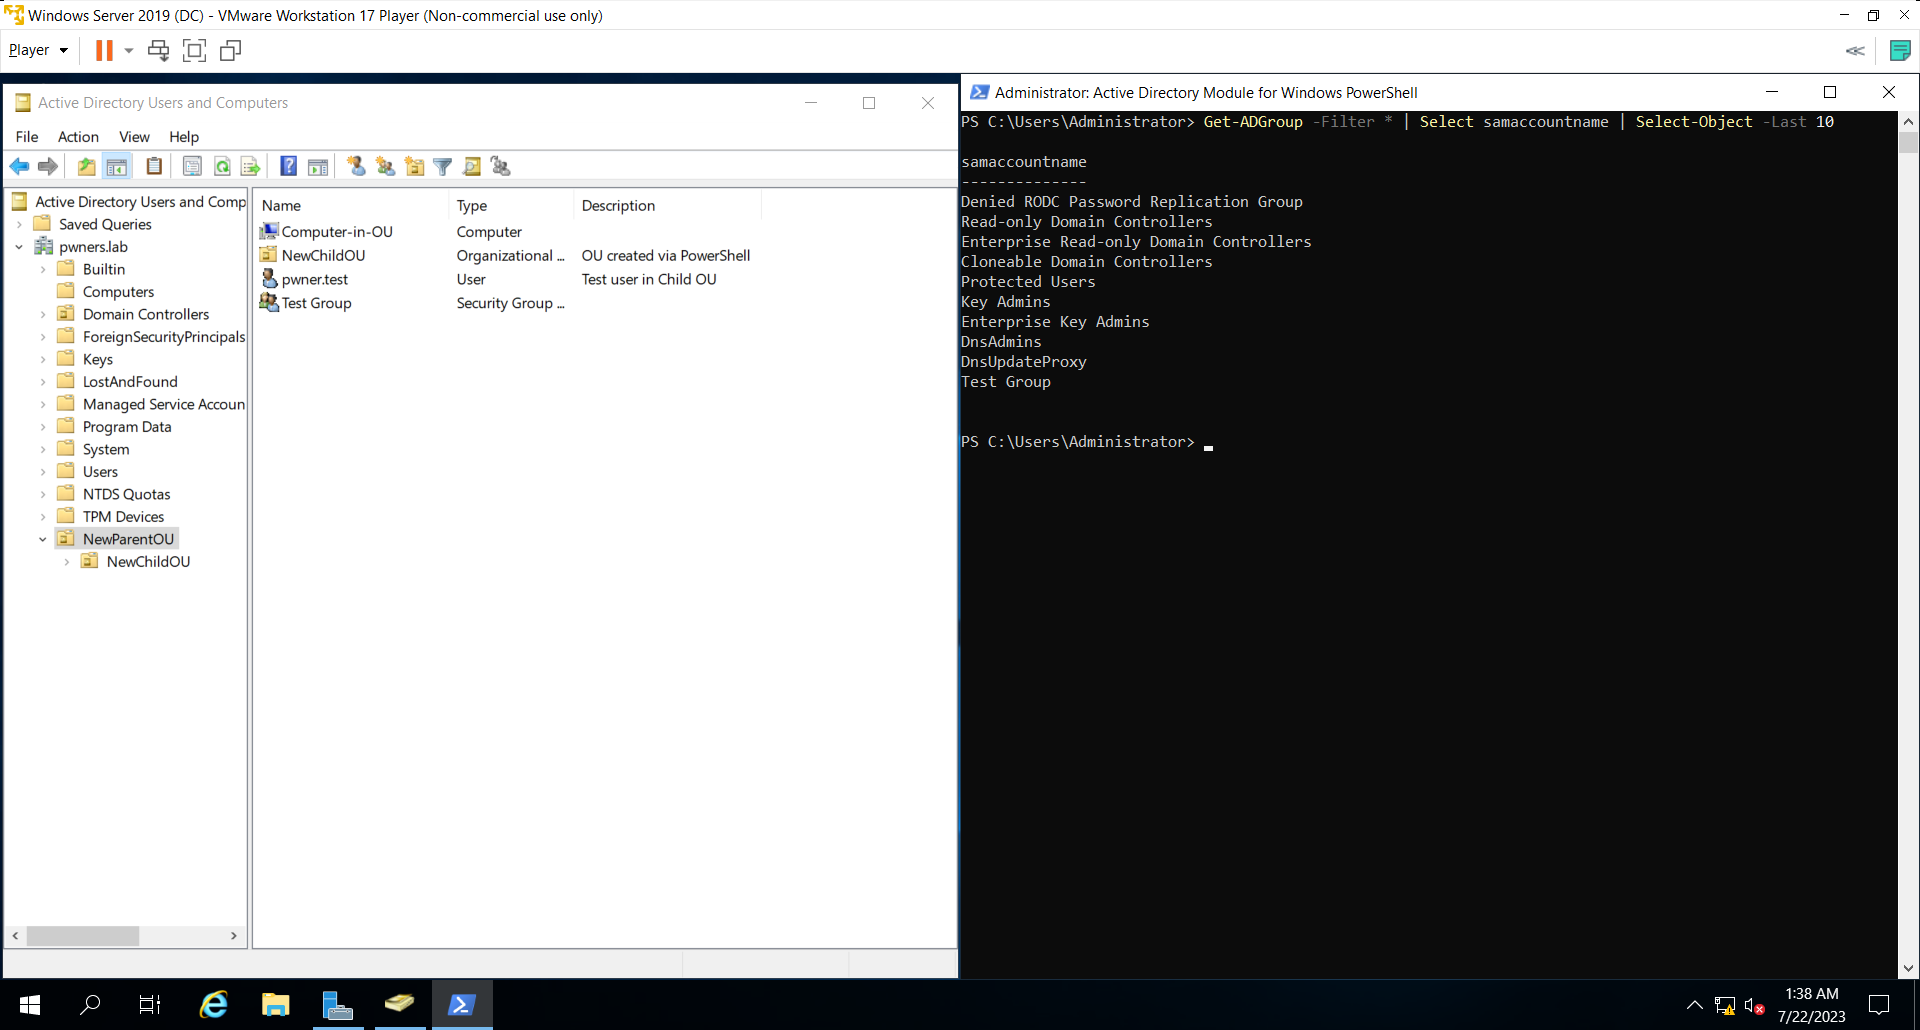 Windows Server 2019 (DC) - VMware Workstation 17 Player (Non-commercial use only)
Player
Active Directory Users and Computers
File Action View Help
Active Directory Users and Comp
Saved Queries
pwners.lab
Builtin
Computers
Domain Controllers
ForeignSecurityPrincipals
Keys
LostAndFound
Managed Service Accoun
Program Data
System
Users
NTDS Quotas
TPM Devices
NewParentOU
NewChildOU
Name Type Description
Computer-in-OU Computer
NewChildOU Organizational ... OU created via PowerShell
pwner.test User Test user in Child OU
Test Group Security Group ...
Administrator: Active Directory Module for Windows PowerShell
PS C:\Users\Administrator> Get-ADGroup -Filter * | Select samaccountname | Select-Object -Last 10
samaccountname
--------------
Denied RODC Password Replication Group
Read-only Domain Controllers
Enterprise Read-only Domain Controllers
Cloneable Domain Controllers
Protected Users
Key Admins
Enterprise Key Admins
DnsAdmins
DnsUpdateProxy
Test Group
PS C:\Users\Administrator>
1:38 AM
7/22/2023